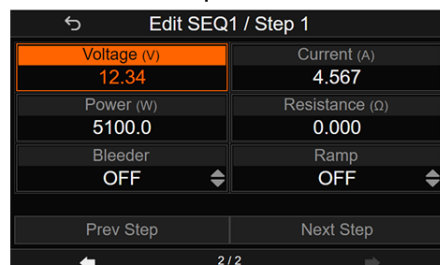 Edit SEQ1 / Step 1
Voltage (V) Current (A)
12.34 4.567
Power (W) Resistance (Ω)
5100.0 0.000
Bleeder Ramp
OFF OFF
Prev Step Next Step
2/2